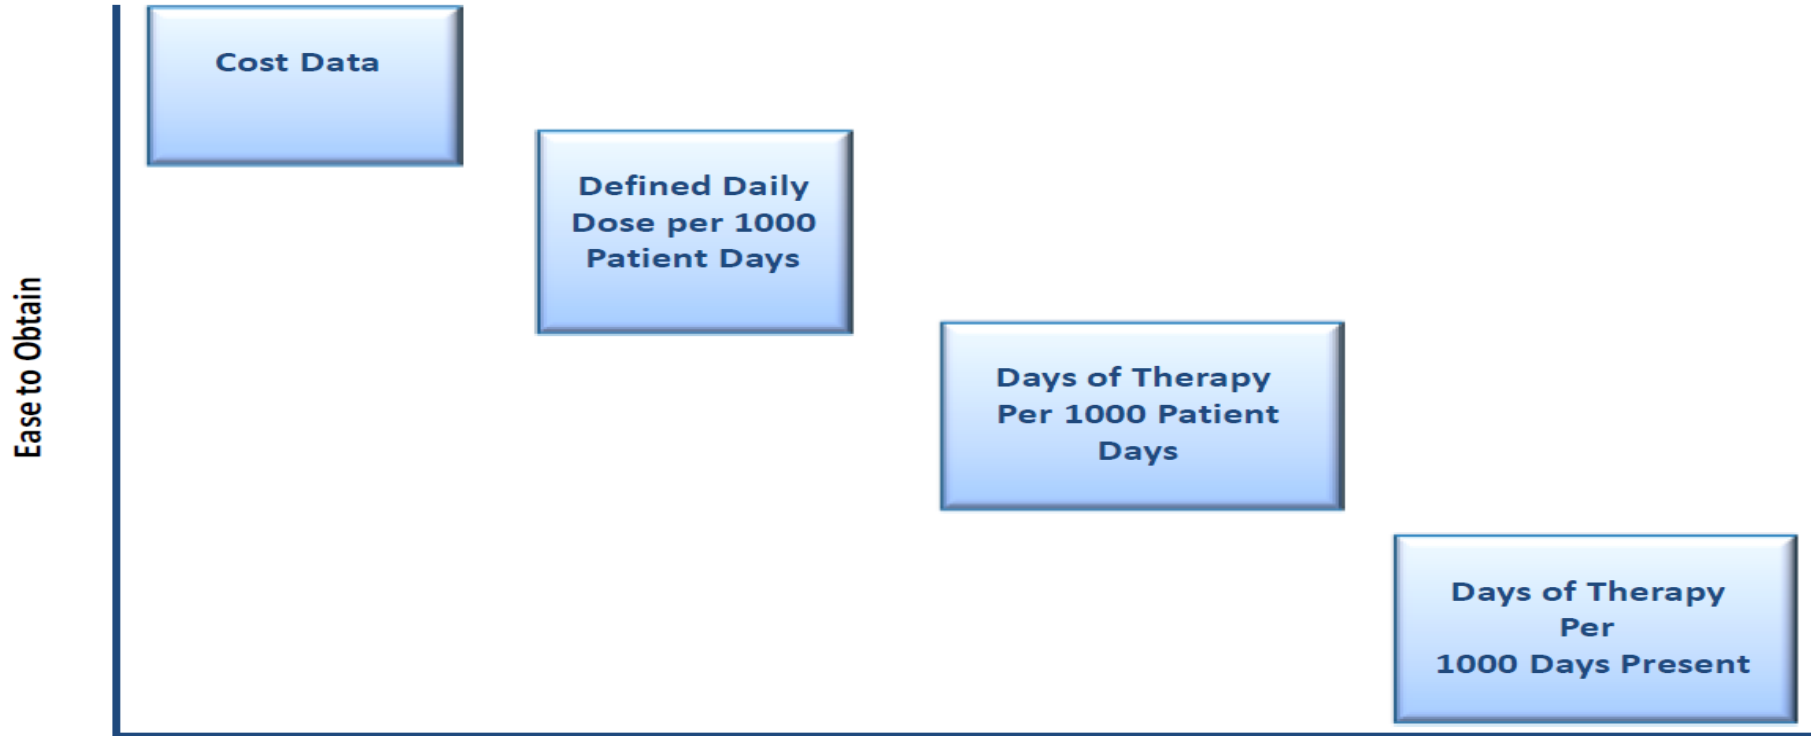 Cost Data
Defined Daily
Dose per 1000
Patient Days
Ease to Obtain
Days of Therapy
Per 1000 Patient
Days
Days of Therapy
Per
1000 Days Present